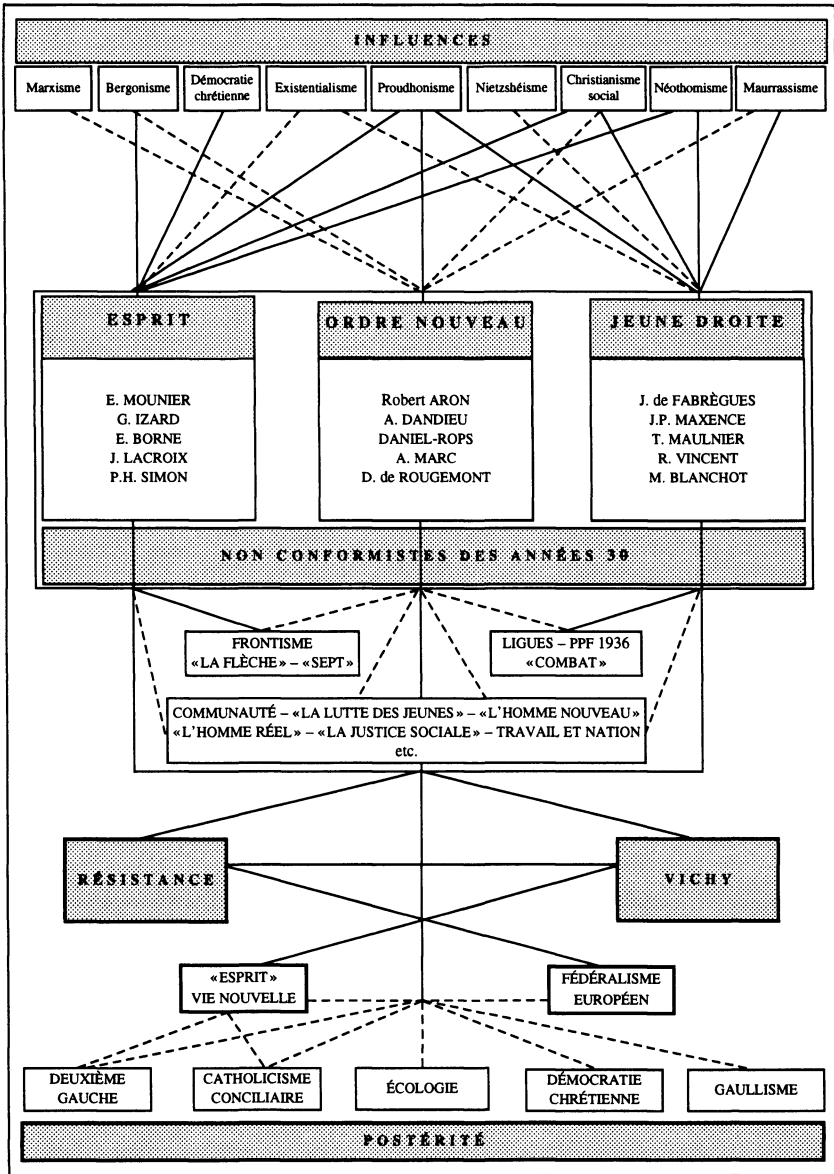 INFLUENCES
Marxisme
Bergonisme
Démocratie
chrétienne
Existentialisme
Proudhonisme
Nietzshéisme
Christianisme
social
Néothomisme
Maurrassisme
ESPRIT
E. MOUNIER
G. IZARD
E. BORNE
J. LACROIX
P.H. SIMON
ORDRE NOUVEAU
Robert ARON
A. DANDIEU
DANIEL-ROPS
A. MARC
D. de ROUGEMONT
JEUNE DROITE
J. de FABRÈGUES
J.P. MAXENCE
T. MAULNIER
R. VINCENT
M. BLANCHOT
NON CONFORMISTES DES ANNÉES 30
FRONTISME
«LA FLÈCHE» – «SEPT»
LIGUES – PPF 1936
«COMBAT»
COMMUNAUTÉ – «LA LUTTE DES JEUNES» – «L'HOMME NOUVEAU»
«L'HOMME RÉEL» – «LA JUSTICE SOCIALE» – TRAVAIL ET NATION
etc.
RÉSISTANCE
VICHY
«ESPRIT»
VIE NOUVELLE
FÉDÉRALISME
EUROPÉEN
DEUXIÈME
GAUCHE
CATHOLICISME
CONCILIAIRE
ÉCOLOGIE
DÉMOCRATIE
CHRÉTIENNE
GAULLISME
POSTÉRITÉ